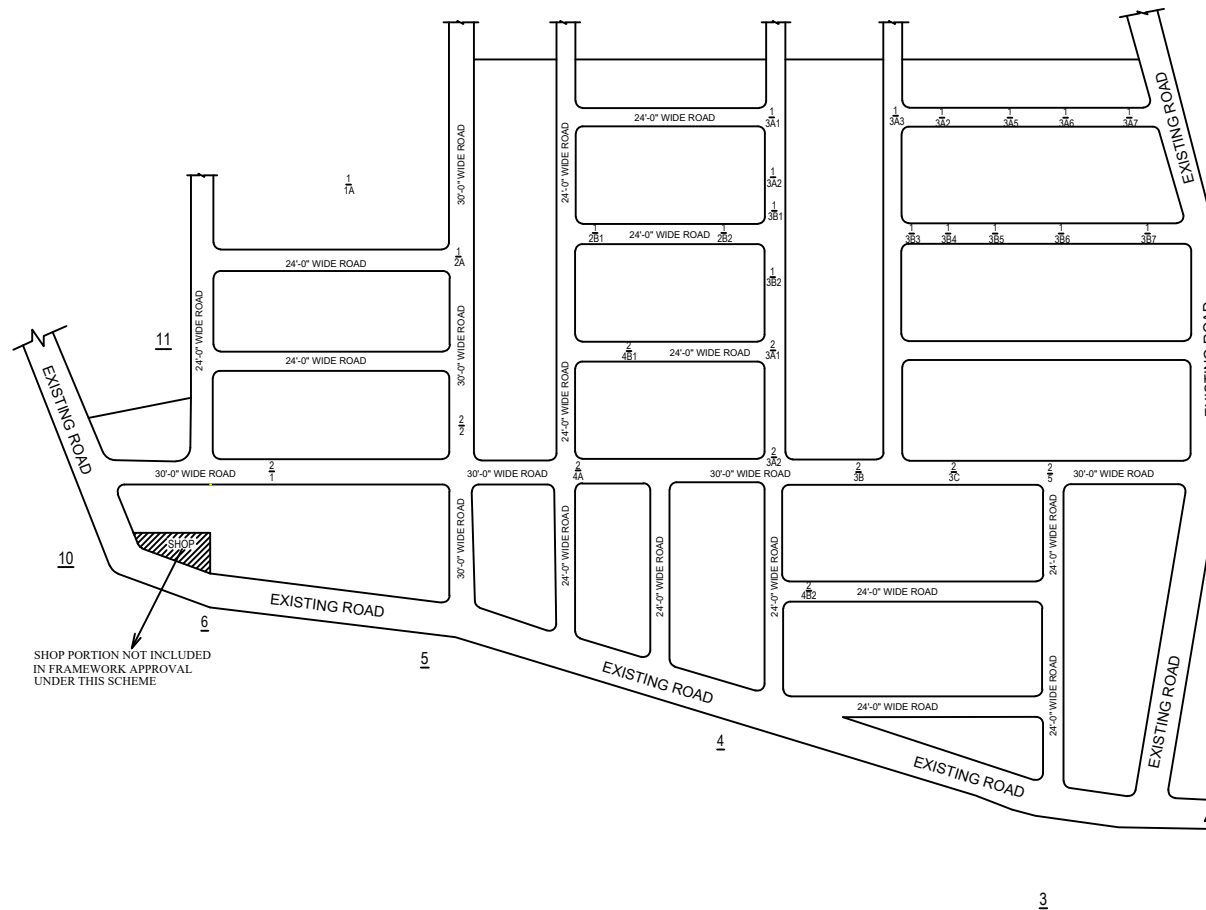 EXISTING ROAD
24'-0" WIDE ROAD
1
3A1
1
3A3
1
3A2
1
3A5
1
3A6
1
3A7
30'-0" WIDE ROAD
24'-0" WIDE ROAD
1
1A
1
3A2
1
3B1
1
2B1
24'-0" WIDE ROAD
1
2B2
1
3B3
1
3B4
1
3B5
1
3B6
1
3B7
24'-0" WIDE ROAD
1
2A
1
3B2
24'-0" WIDE ROAD
30'-0" WIDE ROAD
11
2
4B1
24'-0" WIDE ROAD
2
3A1
24'-0" WIDE ROAD
EXISTING ROAD
24'-0" WIDE ROAD
EXISTING ROAD
2
2
30'-0" WIDE ROAD
2
1
30'-0" WIDE ROAD
2
4A
30'-0" WIDE ROAD
2
3A2
2
3B
2
3C
2
5
30'-0" WIDE ROAD
30'-0" WIDE ROAD
24'-0" WIDE ROAD
24'-0" WIDE ROAD
24'-0" WIDE ROAD
24'-0" WIDE ROAD
SHOP
10
2
4B2
24'-0" WIDE ROAD
EXISTING ROAD
6
SHOP PORTION NOT INCLUDED
IN FRAMEWORK APPROVAL
UNDER THIS SCHEME
5
EXISTING ROAD
24'-0" WIDE ROAD
24'-0" WIDE ROAD
EXISTING ROAD
4
EXISTING ROAD
3